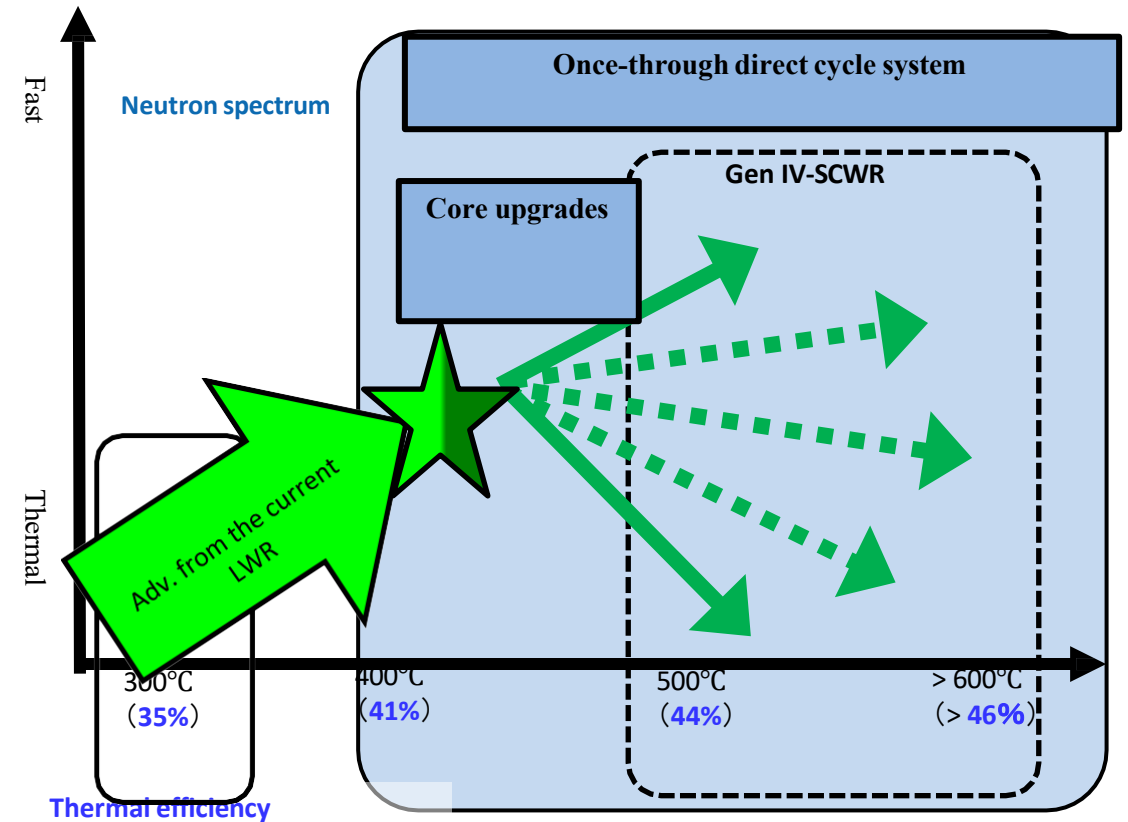 Once-through direct cycle system
Fast
Neutron spectrum
Gen IV-SCWR
Core upgrades
Adv. from the current
LWR
Thermal
300℃
（35%）
400℃
（41%）
500℃
（44%）
> 600℃
（> 46%）
Thermal efficiency